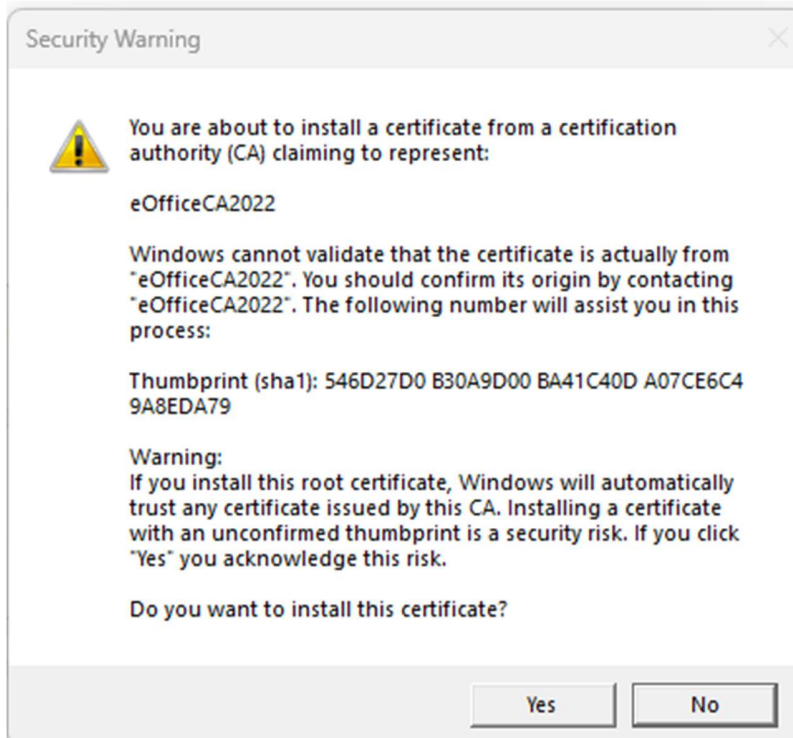 Security Warning
You are about to install a certificate from a certification
authority (CA) claiming to represent:
eOfficeCA2022
Windows cannot validate that the certificate is actually from
"eOfficeCA2022". You should confirm its origin by contacting
"eOfficeCA2022". The following number will assist you in this
process:
Thumbprint (sha1): 546D27D0 B30A9D00 BA41C40D A07CE6C4
9A8EDA79
Warning:
If you install this root certificate, Windows will automatically
trust any certificate issued by this CA. Installing a certificate
with an unconfirmed thumbprint is a security risk. If you click
"Yes" you acknowledge this risk.
Do you want to install this certificate?
Yes
No